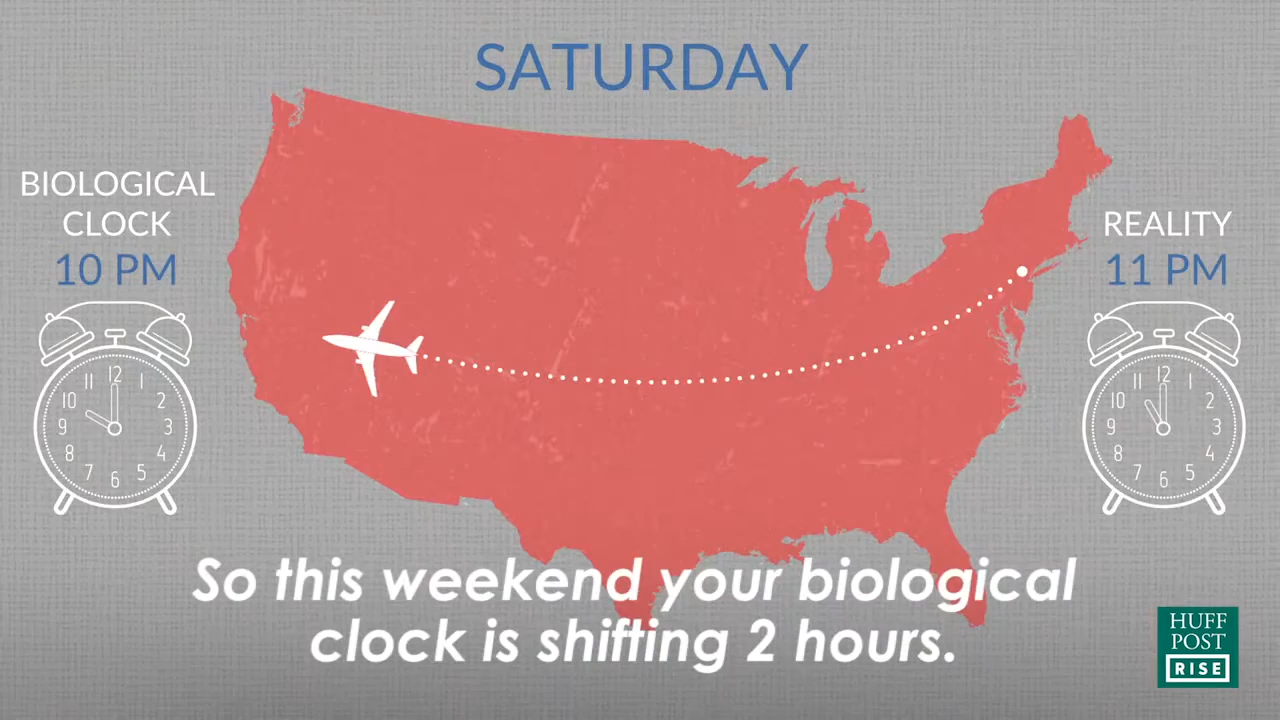 SATURDAY
BIOLOGICAL
CLOCK
10 PM
REALITY
11 PM
11 12 1
10 2
9 3
8 4
7 6 5
11 12 1
10 2
9 3
8 4
7 6 5
So this weekend your biological
clock is shifting 2 hours.
HUFF
POST
RISE